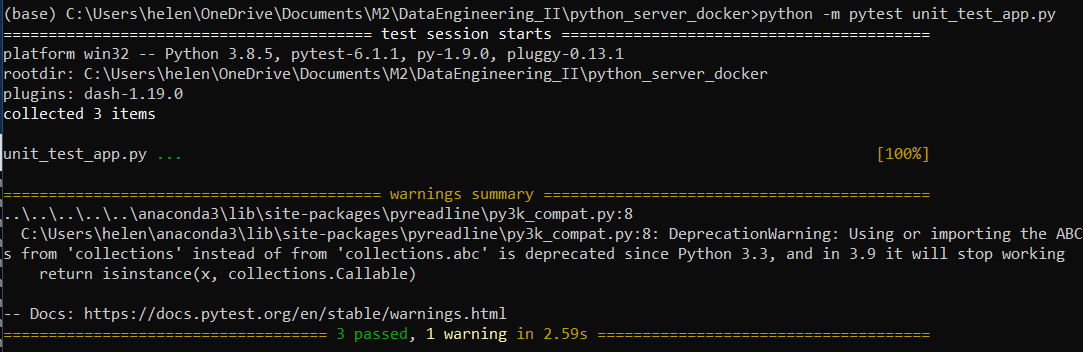 (base) C:\Users\helen\OneDrive\Documents\M2\DataEngineering_II\python_server_docker>python -m pytest unit_test_app.py
========================================= test session starts =========================================
platform win32 -- Python 3.8.5, pytest-6.1.1, py-1.9.0, pluggy-0.13.1
rootdir: C:\Users\helen\OneDrive\Documents\M2\DataEngineering_II\python_server_docker
plugins: dash-1.19.0
collected 3 items
unit_test_app.py ... [100%]
========================================== warnings summary ===========================================
..\..\..\..\..\anaconda3\lib\site-packages\pyreadline\py3k_compat.py:8
C:\Users\helen\anaconda3\lib\site-packages\pyreadline\py3k_compat.py:8: DeprecationWarning: Using or importing the ABC
s from 'collections' instead of from 'collections.abc' is deprecated since Python 3.3, and in 3.9 it will stop working
return isinstance(x, collections.Callable)
-- Docs: https://docs.pytest.org/en/stable/warnings.html
==================================== 3 passed, 1 warning in 2.59s =====================================